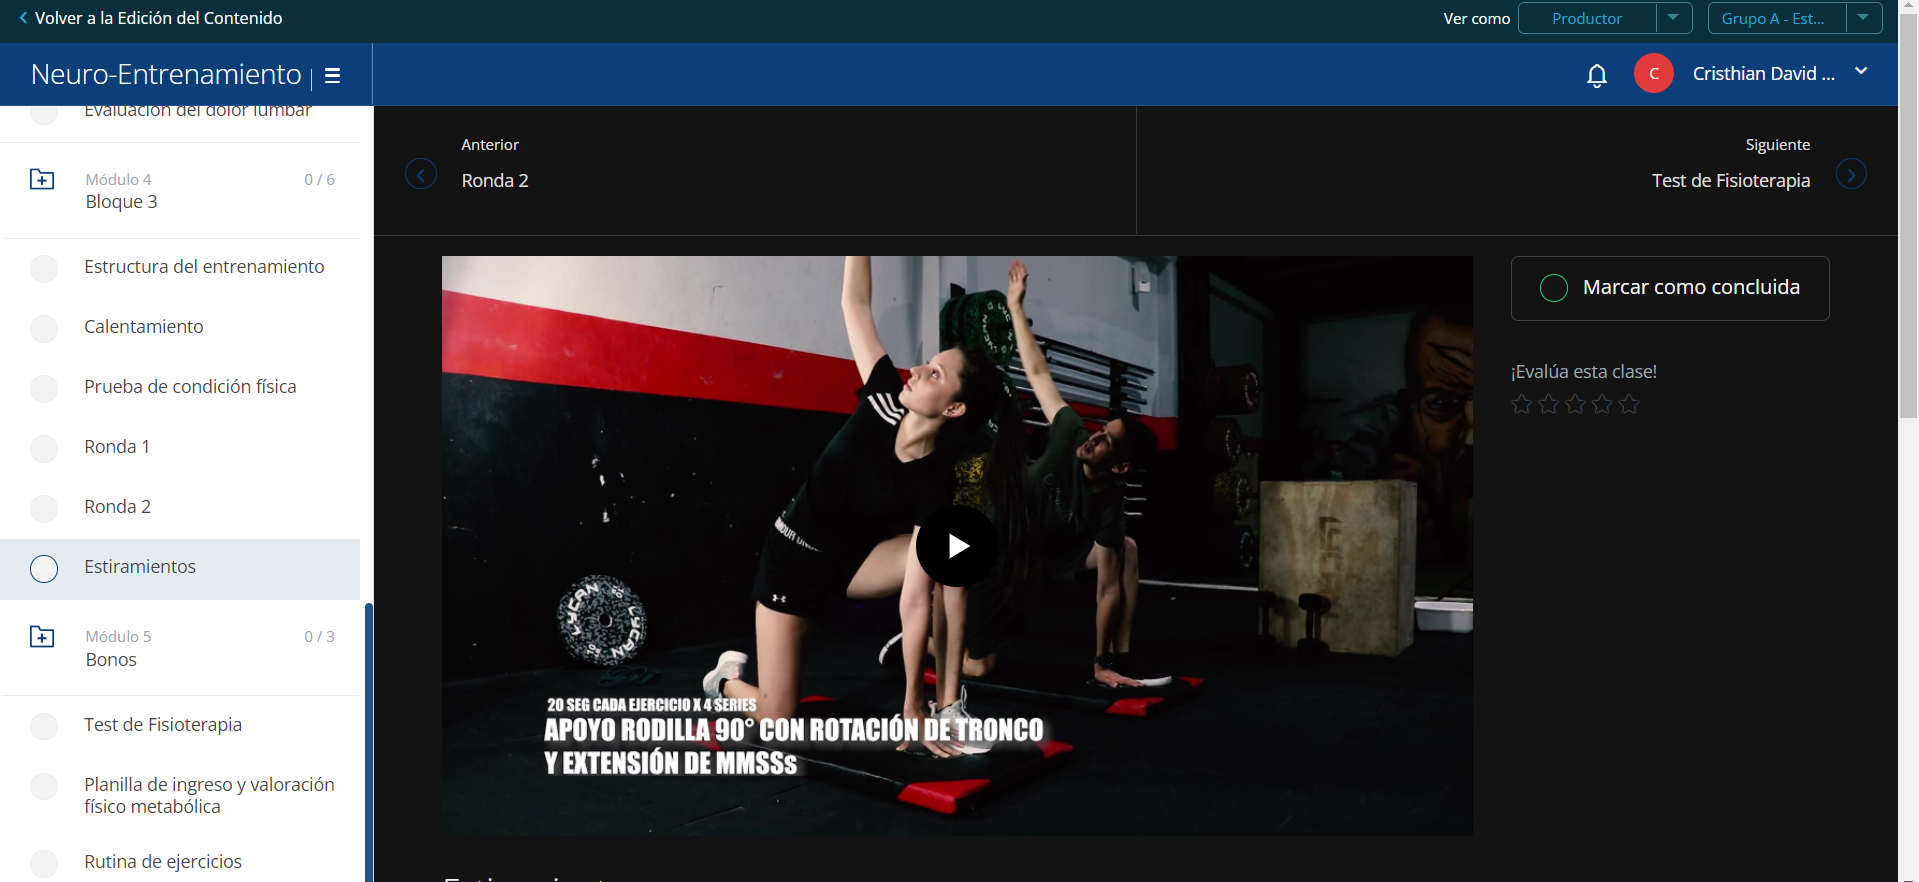 Volver a la Edición del Contenido
Ver como
Productor
Grupo A - Est...
Neuro-Entrenamiento
C
Cristhian David ...
Evaluación del dolor lumbar
Módulo 4
0 / 6
Bloque 3
Estructura del entrenamiento
Calentamiento
Prueba de condición física
Ronda 1
Ronda 2
Estiramientos
Módulo 5
0 / 3
Bonos
Test de Fisioterapia
Planilla de ingreso y valoración
físico metabólica
Rutina de ejercicios
Anterior
Ronda 2
Siguiente
Test de Fisioterapia
LYCAN
LYCAN
20 SEG CADA EJERCICIO X 4 SERIES
APOYO RODILLA 90° CON ROTACIÓN DE TRONCO
Y EXTENSIÓN DE MMSSs
Marcar como concluida
¡Evalúa esta clase!